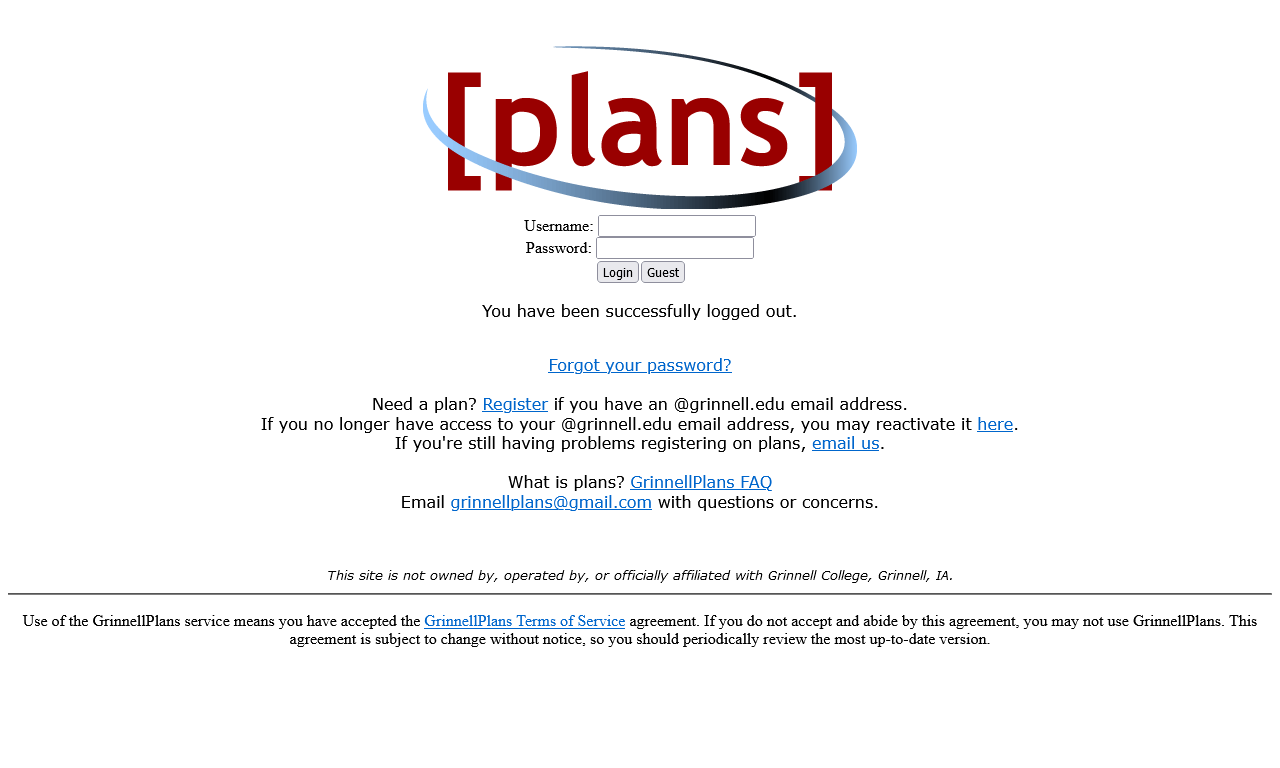 [plans]
Username:
Password:
Login Guest
You have been successfully logged out.
Forgot your password?
Need a plan? Register if you have an @grinnell.edu email address.
If you no longer have access to your @grinnell.edu email address, you may reactivate it here.
If you're still having problems registering on plans, email us.
What is plans? GrinnellPlans FAQ
Email grinnellplans@gmail.com with questions or concerns.
This site is not owned by, operated by, or officially affiliated with Grinnell College, Grinnell, IA.
Use of the GrinnellPlans service means you have accepted the GrinnellPlans Terms of Service agreement. If you do not accept and abide by this agreement, you may not use GrinnellPlans. This
agreement is subject to change without notice, so you should periodically review the most up-to-date version.